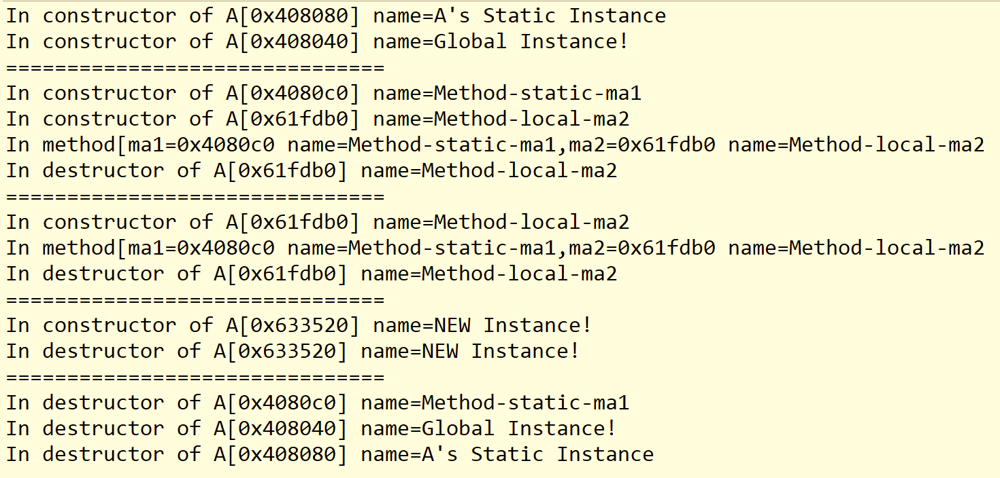 In constructor of A[0x408080] name=A's Static Instance
In constructor of A[0x408040] name=Global Instance!
===============================
In constructor of A[0x4080c0] name=Method-static-ma1
In constructor of A[0x61fdb0] name=Method-local-ma2
In method[ma1=0x4080c0 name=Method-static-ma1,ma2=0x61fdb0 name=Method-local-ma2
In destructor of A[0x61fdb0] name=Method-local-ma2
===============================
In constructor of A[0x61fdb0] name=Method-local-ma2
In method[ma1=0x4080c0 name=Method-static-ma1,ma2=0x61fdb0 name=Method-local-ma2
In destructor of A[0x61fdb0] name=Method-local-ma2
===============================
In constructor of A[0x633520] name=NEW Instance!
In destructor of A[0x633520] name=NEW Instance!
===============================
In destructor of A[0x4080c0] name=Method-static-ma1
In destructor of A[0x408040] name=Global Instance!
In destructor of A[0x408080] name=A's Static Instance